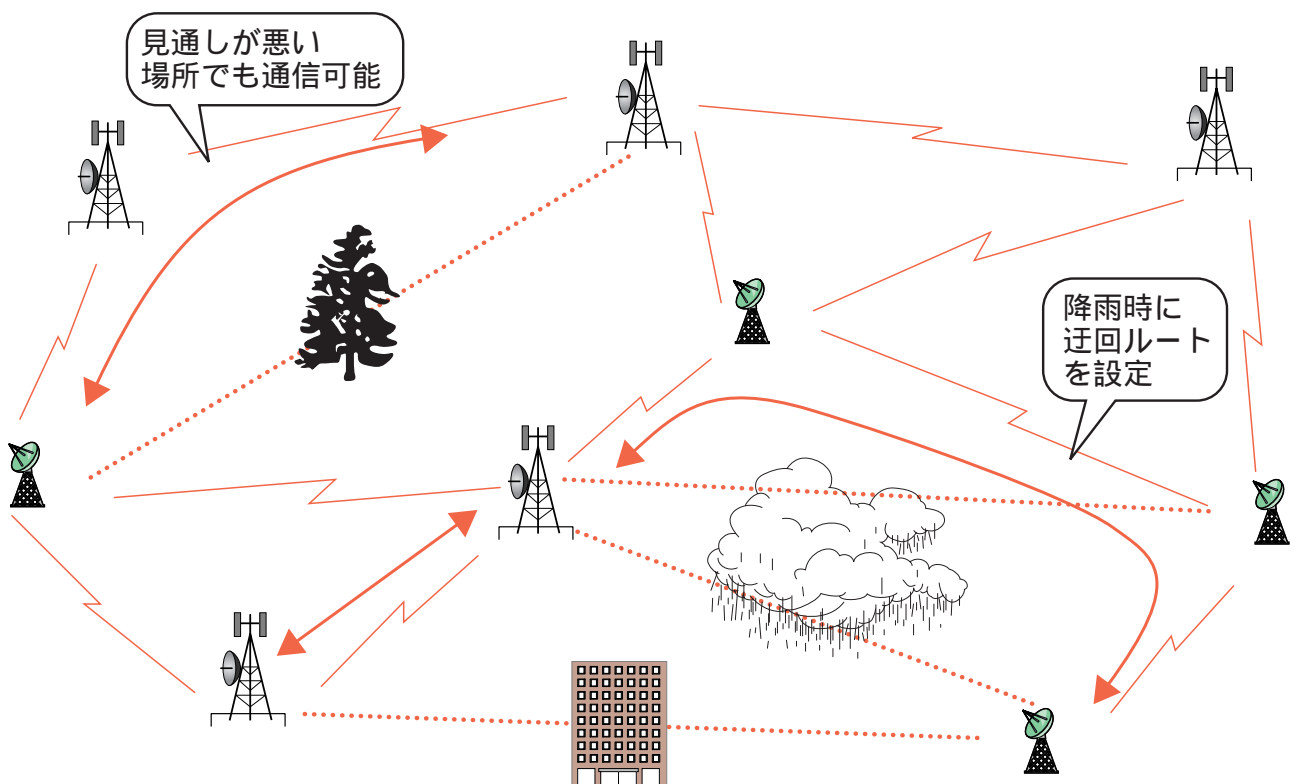 見通しが悪い
場所でも通信可能
降雨時に
迂回ルート
を設定